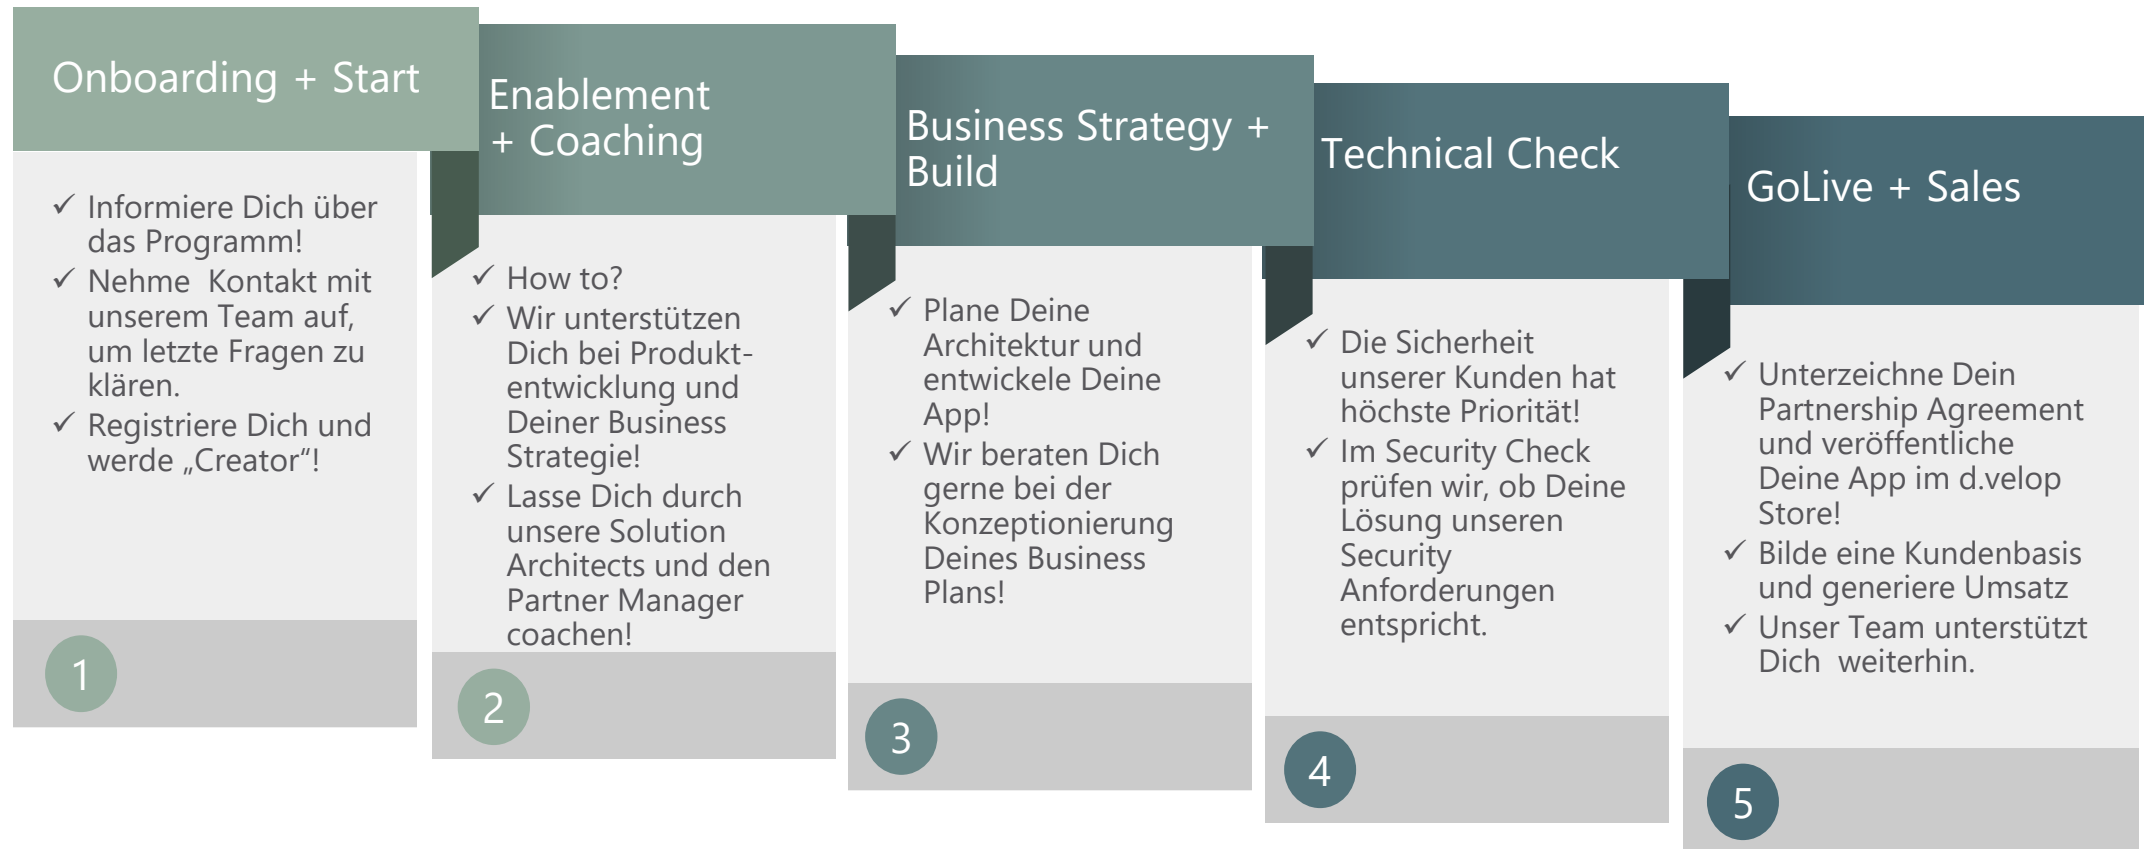 Onboarding + Start
✓ Informiere Dich über
das Programm!
✓ Nehme  Kontakt mit
unserem Team auf,
um letzte Fragen zu
klären.
✓ Registriere Dich und
werde „Creator“!
1
Enablement
+ Coaching
✓ How to?
✓ Wir unterstützen
Dich bei Produkt-
entwicklung und
Deiner Business
Strategie!
✓ Lasse Dich durch
unsere Solution
Architects und den
Partner Manager
coachen!
2
Business Strategy +
Build
✓ Plane Deine
Architektur und
entwickele Deine
App!
✓ Wir beraten Dich
gerne bei der
Konzeptionierung
Deines Business
Plans!
3
Technical Check
✓ Die Sicherheit
unserer Kunden hat
höchste Priorität!
✓ Im Security Check
prüfen wir, ob Deine
Lösung unseren
Security
Anforderungen
entspricht.
4
GoLive + Sales
✓ Unterzeichne Dein
Partnership Agreement
und veröffentliche
Deine App im d.velop
Store!
✓ Bilde eine Kundenbasis
und generiere Umsatz
✓ Unser Team unterstützt
Dich  weiterhin.
5